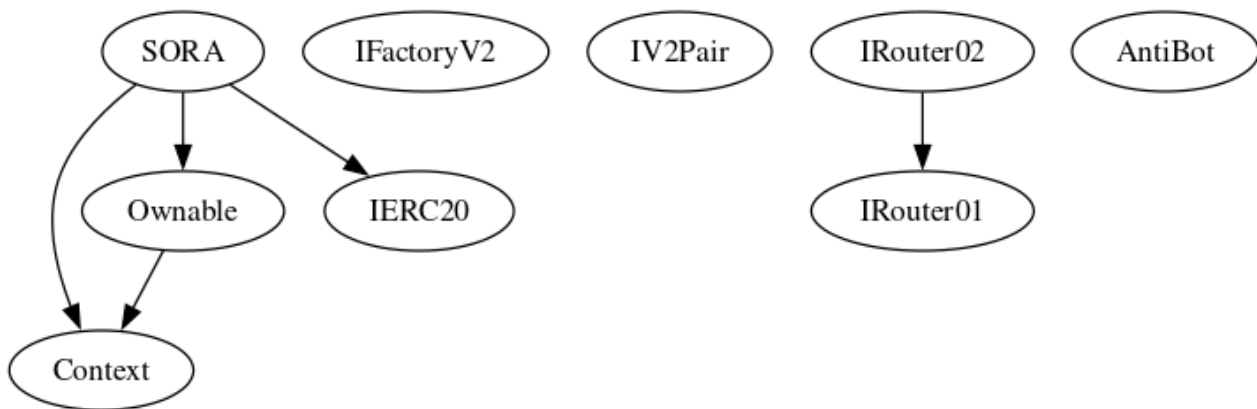 SORA
IFactoryV2
IV2Pair
IRouter02
AntiBot
Ownable
IERC20
IRouter01
Context